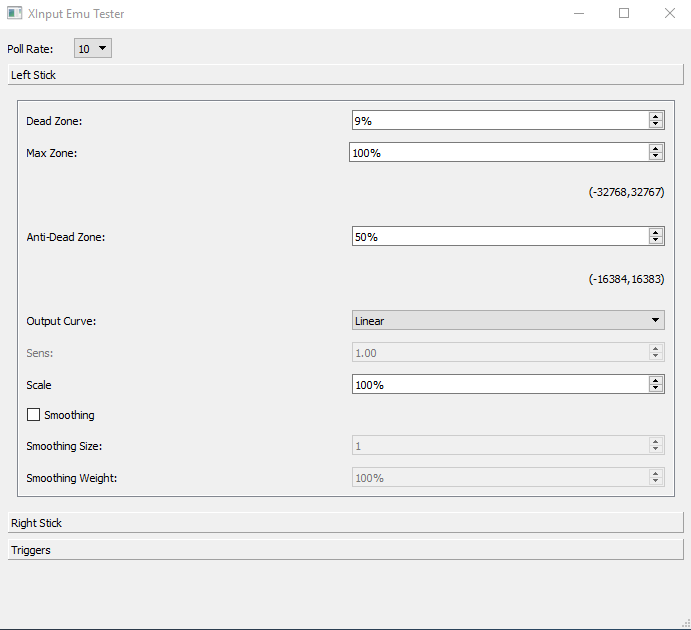 XInput Emu Tester
Poll Rate: 10
Left Stick
Dead Zone: 9%
Max Zone: 100%
(-32768,32767)
Anti-Dead Zone: 50%
(-16384,16383)
Output Curve: Linear
Sens: 1.00
Scale 100%
Smoothing
Smoothing Size: 1
Smoothing Weight: 100%
Right Stick
Triggers